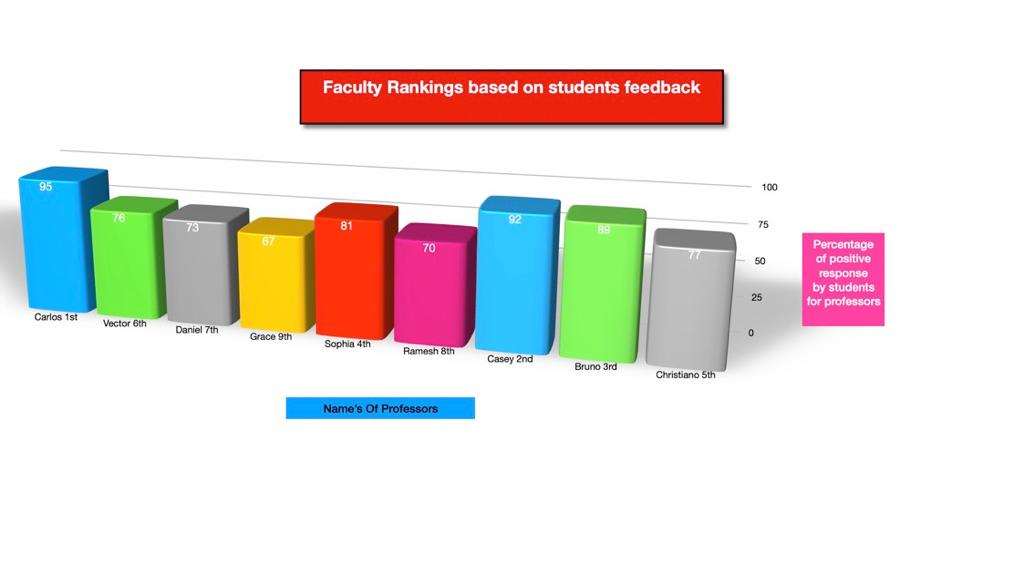 Faculty Rankings based on students feedback
95
76
73
67
81
70
92
89
77
100
75
50
25
0
Percentage
of positive
response
by students
for professors
Carlos 1st
Vector 6th
Daniel 7th
Grace 9th
Sophia 4th
Ramesh 8th
Casey 2nd
Bruno 3rd
Christiano 5th
Name's Of Professors